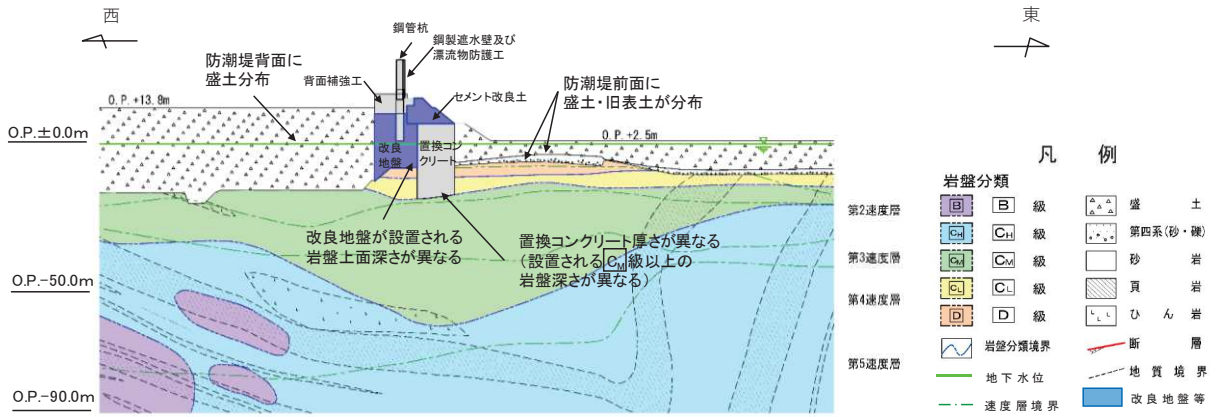 西
東
鋼管杭
鋼製遮水壁及び
漂流物防護工
防潮堤背面に
盛土分布
背面補強工
防潮堤前面に
盛土・旧表土が分布
O.P.+13.8m
セメント改良土
O.P.±0.0m
O.P.+2.5m
改良
地盤
置換コン
クリート
改良地盤が設置される
岩盤上面深さが異なる
置換コンクリート厚さが異なる
（設置されるCM級以上の
岩盤深さが異なる）
O.P.-50.0m
O.P.-90.0m
第2速度層
第3速度層
第4速度層
第5速度層
凡 例
岩盤分類
B B 級
CH CH 級
CM CM 級
CL CL 級
D D 級
岩盤分類境界
地下水位
速度層境界
盛 土
第四系(砂・礫)
砂 岩
頁 岩
ひん岩
断 層
地質境界
改良地盤等